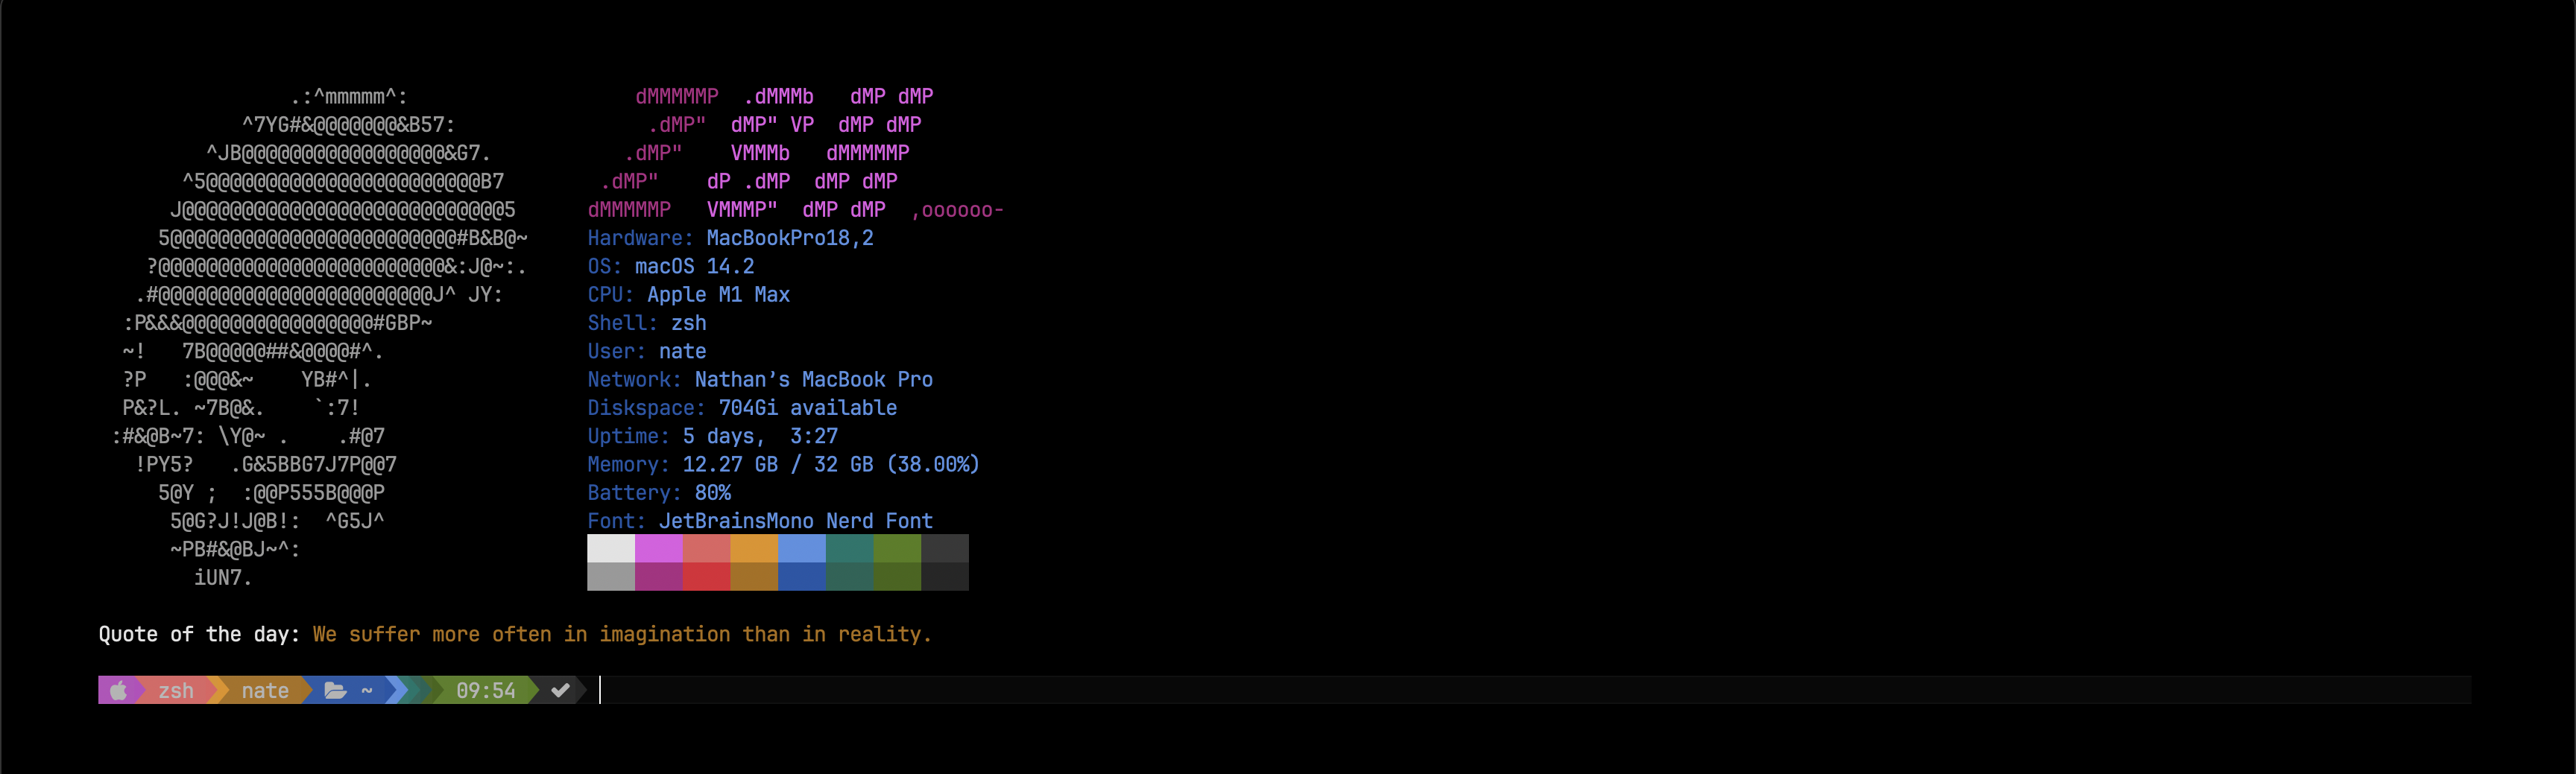 .:^mmmmm^:
^7YG#&@@@@@@@&B57:
^JB@@@@@@@@@@@@@@@@@&G7.
^5@@@@@@@@@@@@@@@@@@@@@@@B7
J@@@@@@@@@@@@@@@@@@@@@@@@@@@5
5@@@@@@@@@@@@@@@@@@@@@@@@#B&B@~
?@@@@@@@@@@@@@@@@@@@@@@@@&:J@~:.
.#@@@@@@@@@@@@@@@@@@@@@@@J^ JY:
:P&&&@@@@@@@@@@@@@@@@#GBP~
~!   7B@@@@@##&@@@@#^.
?P   :@@@&~    YB#^|.
P&?L. ~7B@&.    `:7!
:#&@B~7: \Y@~ .    .#@7
!PY5?   .G&5BBG7J7P@@7
5@Y ;  :@@P555B@@@P
5@G?J!J@B!:  ^G5J^
~PB#&@BJ~^:
iUN7.
dMMMMMP  .dMMMb   dMP dMP
.dMP"  dMP" VP  dMP dMP
.dMP"    VMMMb   dMMMMMP
.dMP"    dP .dMP  dMP dMP
dMMMMMP   VMMMP"  dMP dMP  ,oooooo-
Hardware: MacBookPro18,2
OS: macOS 14.2
CPU: Apple M1 Max
Shell: zsh
User: nate
Network: Nathan’s MacBook Pro
Diskspace: 704Gi available
Uptime: 5 days,  3:27
Memory: 12.27 GB / 32 GB (38.00%)
Battery: 80%
Font: JetBrainsMono Nerd Font
Quote of the day: We suffer more often in imagination than in reality.
zsh nate ~ 09:54